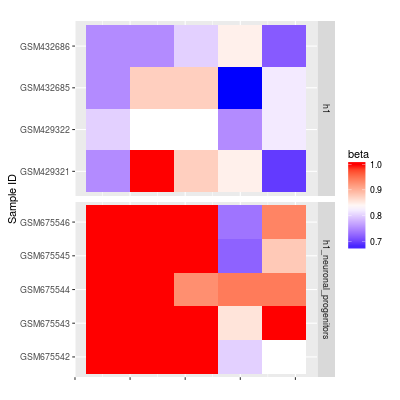 GSM432686
GSM432685
GSM429322
GSM429321
h1
GSM675546
GSM675545
GSM675544
GSM675543
GSM675542
h1_neuronal_progenitors
Sample ID
beta
1.0
0.9
0.8
0.7